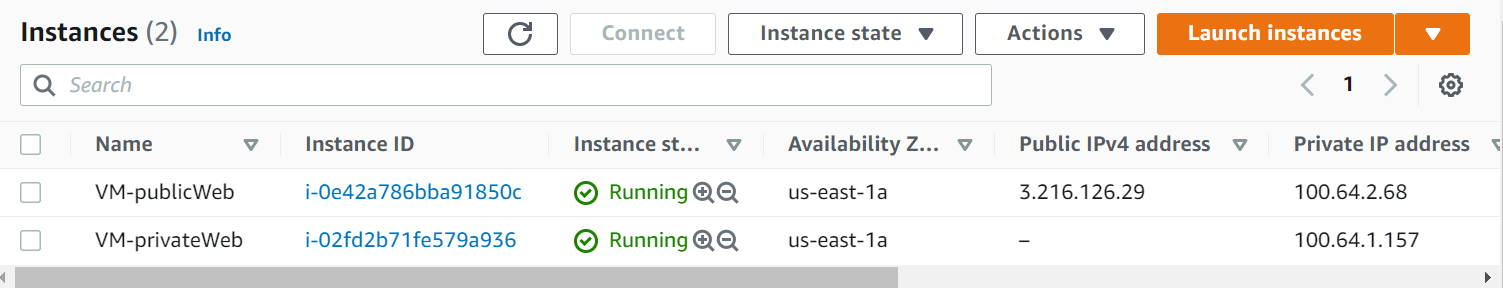 Instances (2) Info Connect Instance state Actions Launch instances
Search 1
Name Instance ID Instance st... Availability Z... Public IPv4 address Private IP address
VM-publicWeb i-0e42a786bba91850c Running us-east-1a 3.216.126.29 100.64.2.68
VM-privateWeb i-02fd2b71fe579a936 Running us-east-1a – 100.64.1.157